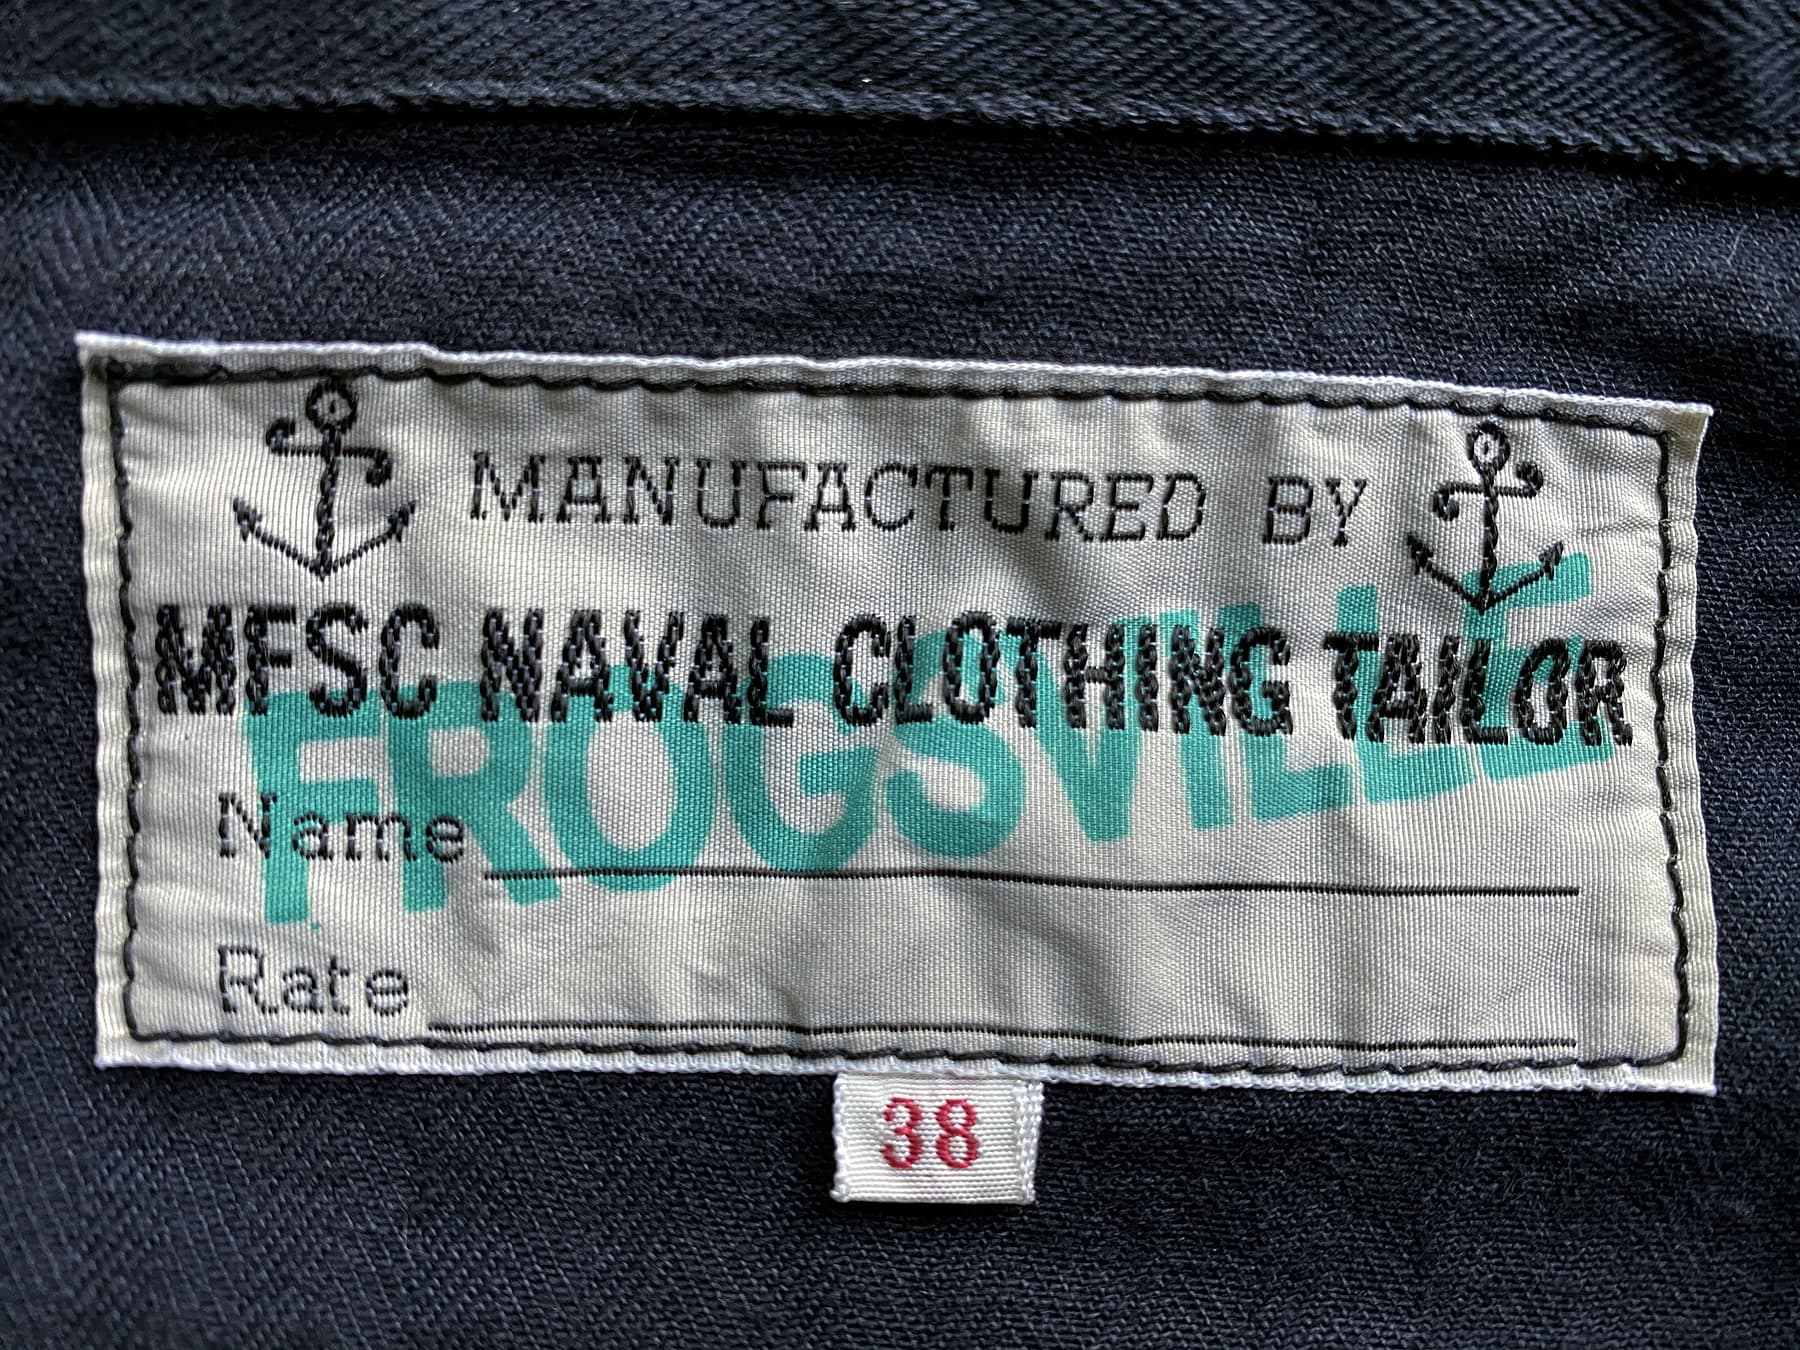 MANUFACTURED BY
MFSC NAVAL CLOTHING TAILOR
FROGSVILLE
Name
Rate
38